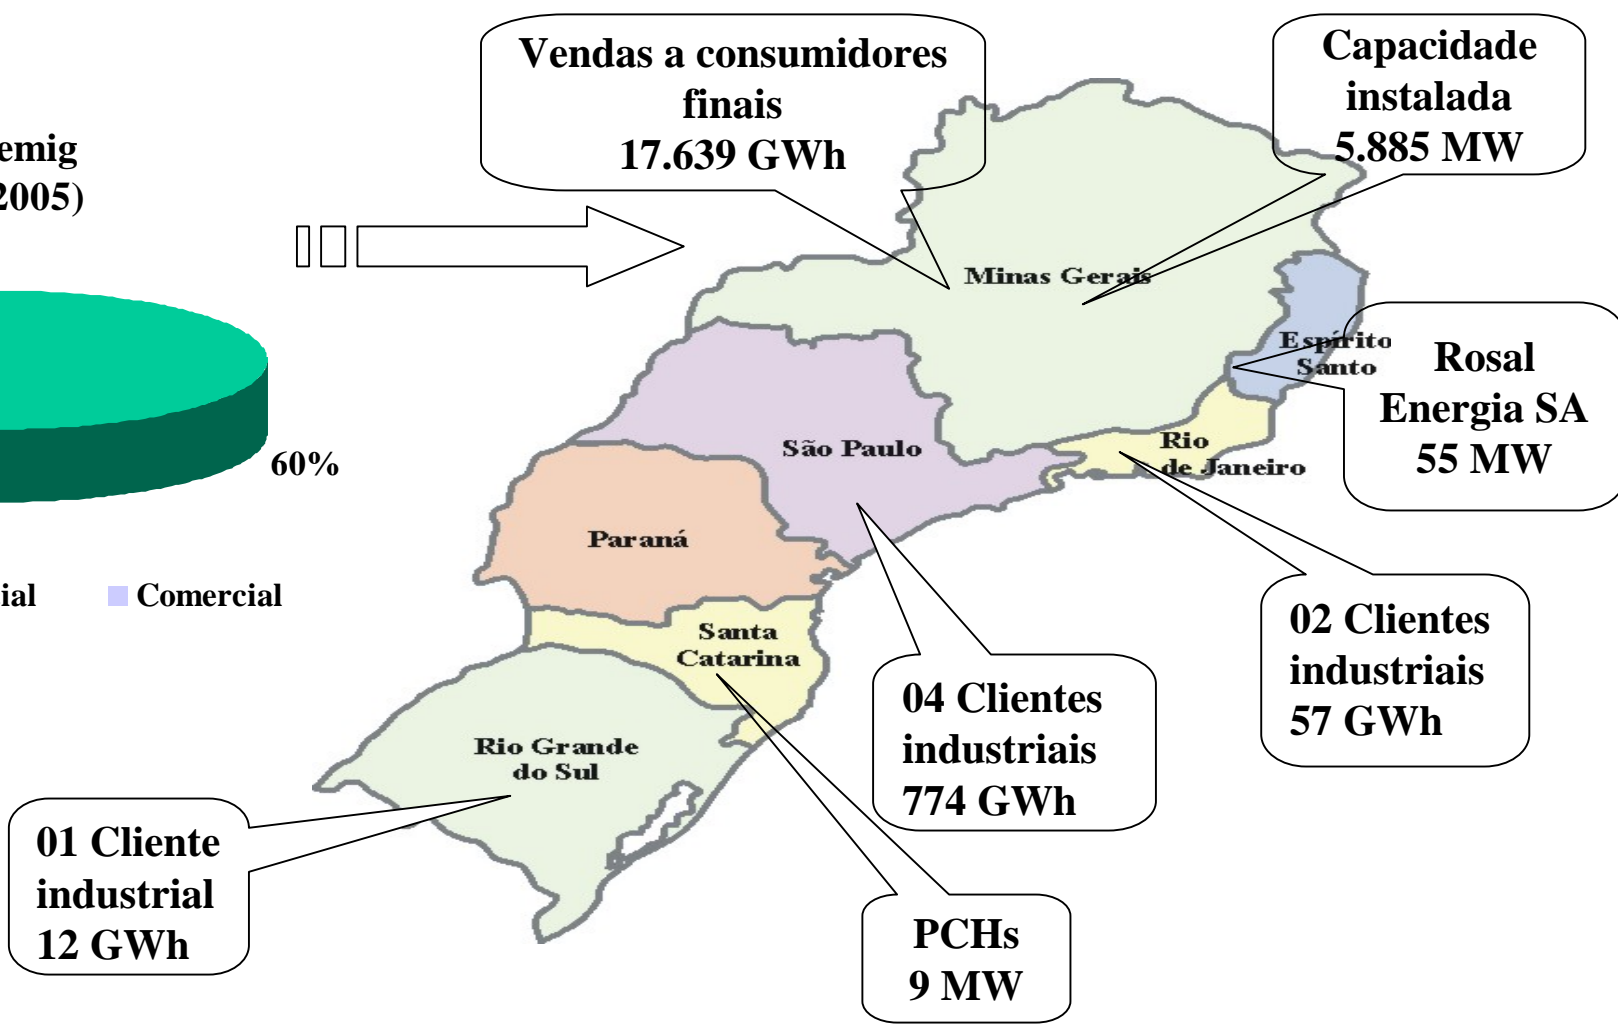 emig
2005)
60%
ial
Comercial
Vendas a consumidores
finais
17.639 GWh
Capacidade
instalada
5.885 MW
Minas Gerais
Espírito
Santo
Rosal
Energia SA
55 MW
São Paulo
Rio
de Janeiro
Paraná
Santa
Catarina
Rio Grande
do Sul
02 Clientes
industriais
57 GWh
04 Clientes
industriais
774 GWh
01 Cliente
industrial
12 GWh
PCHs
9 MW